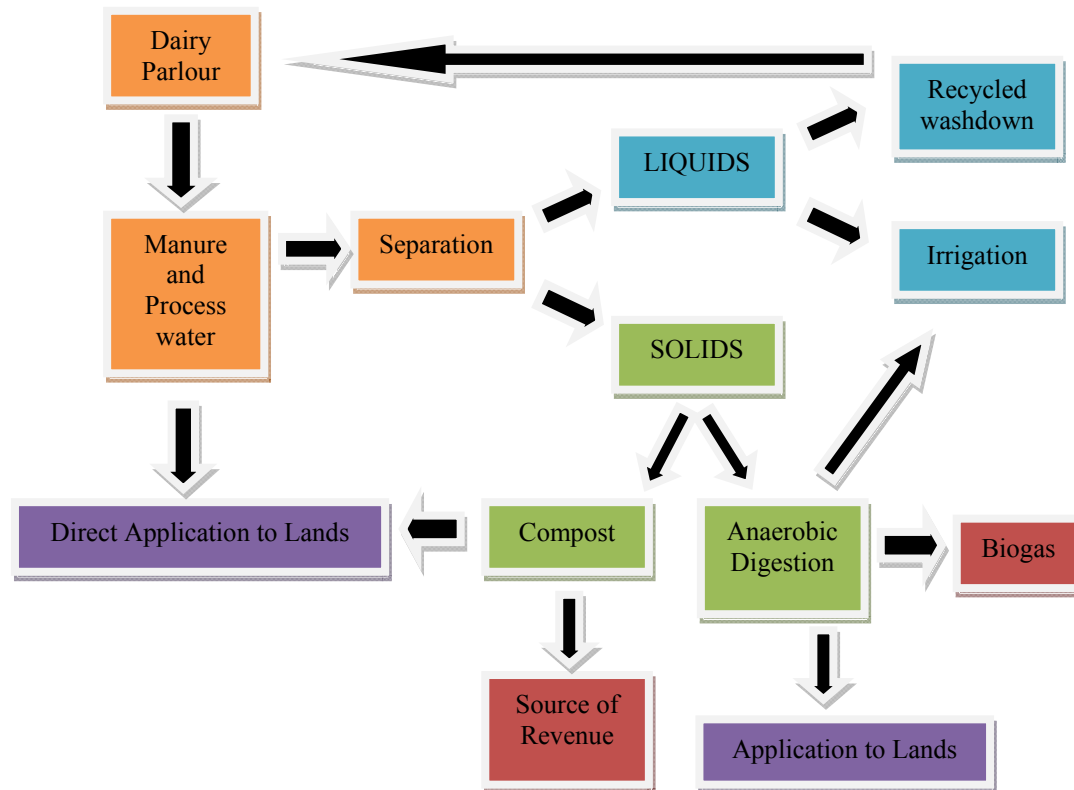 Dairy
Parlour
Recycled
washdown
LIQUIDS
Manure
and
Process
water
Separation
Irrigation
SOLIDS
Direct Application to Lands
Compost
Anaerobic
Digestion
Biogas
Source of
Revenue
Application to Lands